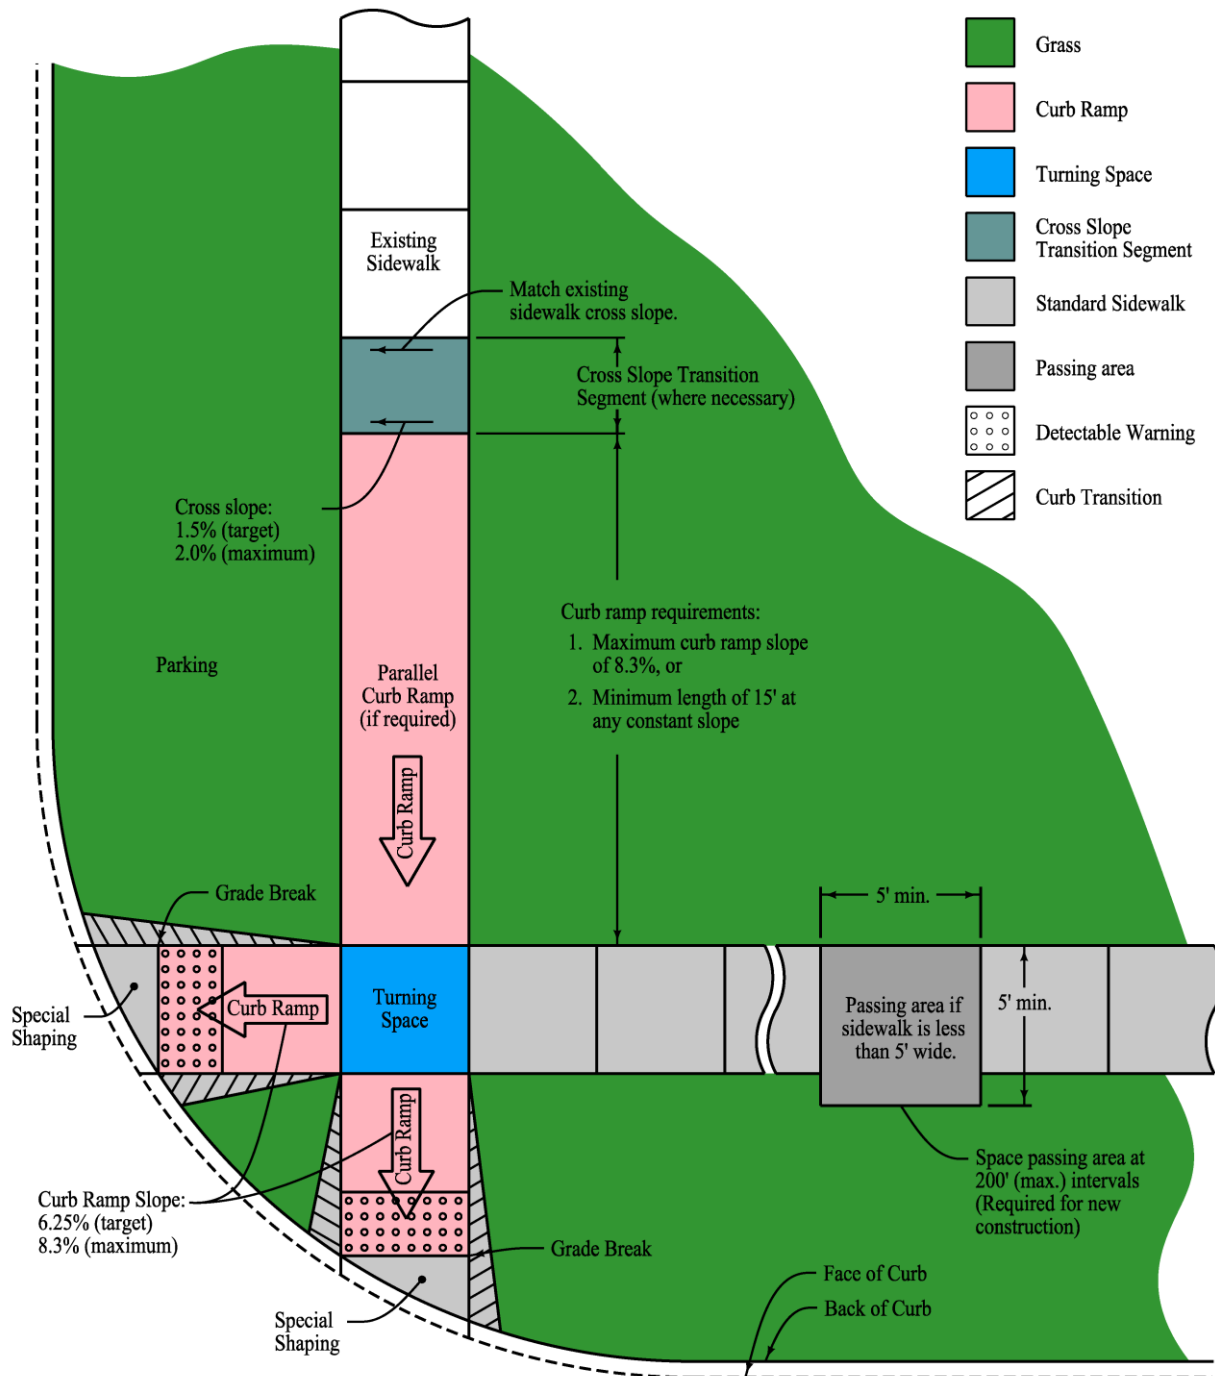 Grass
Curb Ramp
Turning Space
Cross Slope
Transition Segment
Standard Sidewalk
Passing area
Detectable Warning
Curb Transition
Existing
Sidewalk
Match existing
sidewalk cross slope.
Cross Slope Transition
Segment (where necessary)
Cross slope:
1.5% (target)
2.0% (maximum)
Curb ramp requirements:
1. Maximum curb ramp slope
of 8.3%, or
2. Minimum length of 15' at
any constant slope
Parking
Parallel
Curb Ramp
(if required)
Curb Ramp
Grade Break
5' min.
Special
Shaping
Curb Ramp
Turning
Space
Passing area if
sidewalk is less
than 5' wide.
5' min.
Curb Ramp
Space passing area at
200' (max.) intervals
(Required for new
construction)
Curb Ramp Slope:
6.25% (target)
8.3% (maximum)
Grade Break
Face of Curb
Back of Curb
Special
Shaping